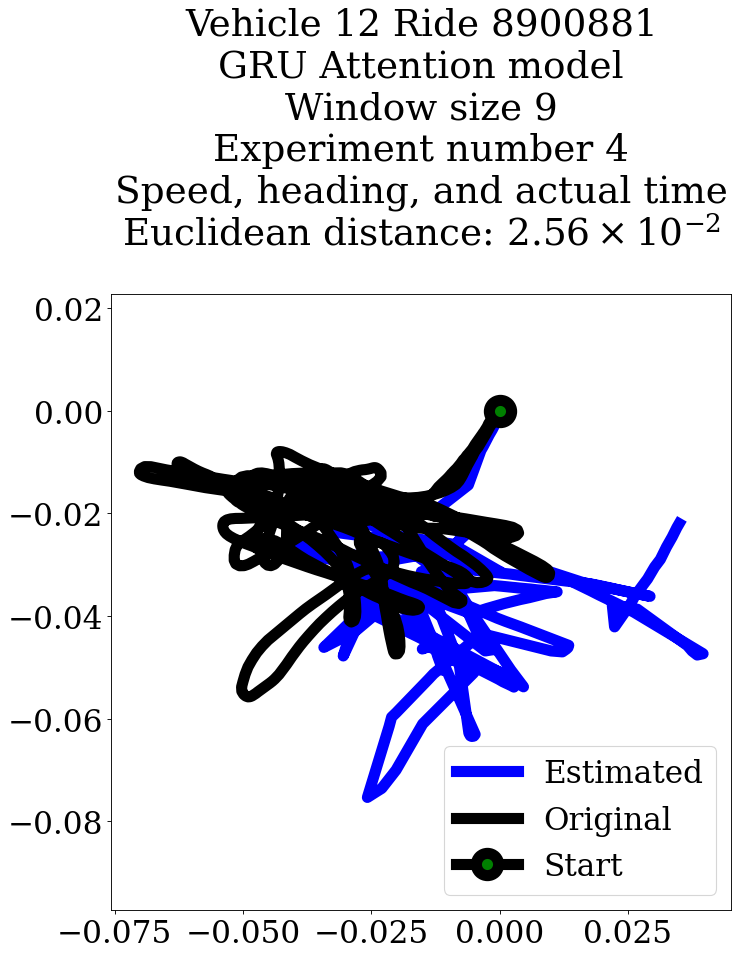 Vehicle 12 Ride 8900881
GRU Attention model
Window size 9
Experiment number 4
Speed, heading, and actual time
Euclidean distance: 2.56 × 10⁻²
0.02
0.00
−0.02
−0.04
−0.06
−0.08
Estimated
Original
Start
−0.075 −0.050 −0.025 0.000 0.025